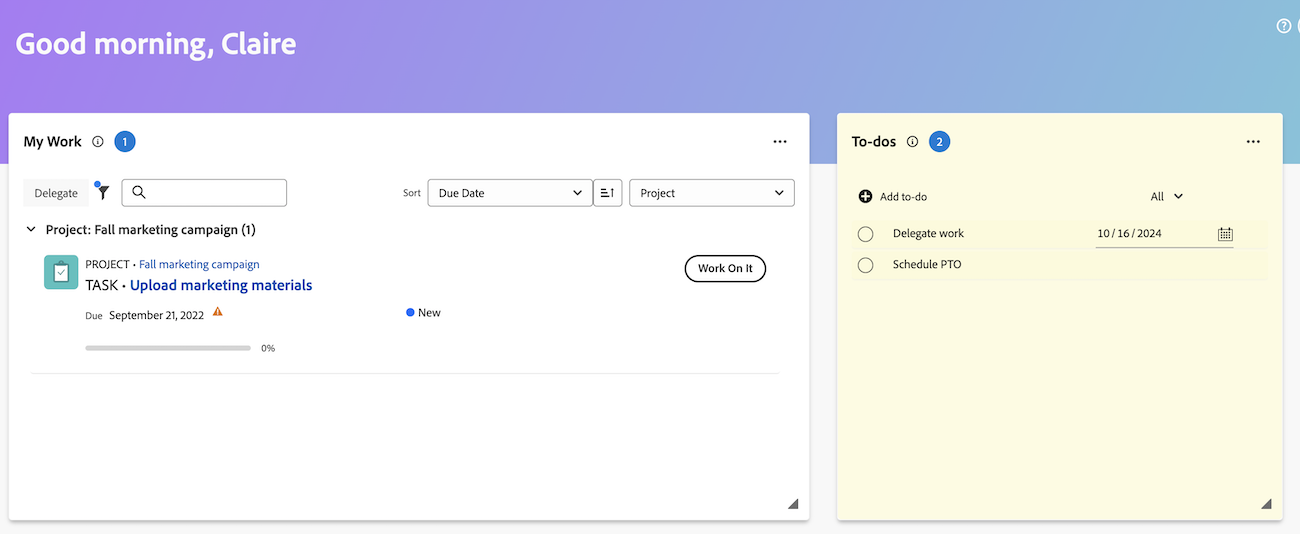 Good morning, Claire
My Work 1
Delegate
Sort Due Date Project
Project: Fall marketing campaign (1)
PROJECT • Fall marketing campaign
TASK • Upload marketing materials
Work On It
Due September 21, 2022
New
0%
To-dos 2
Add to-do All
Delegate work 10/16/2024
Schedule PTO